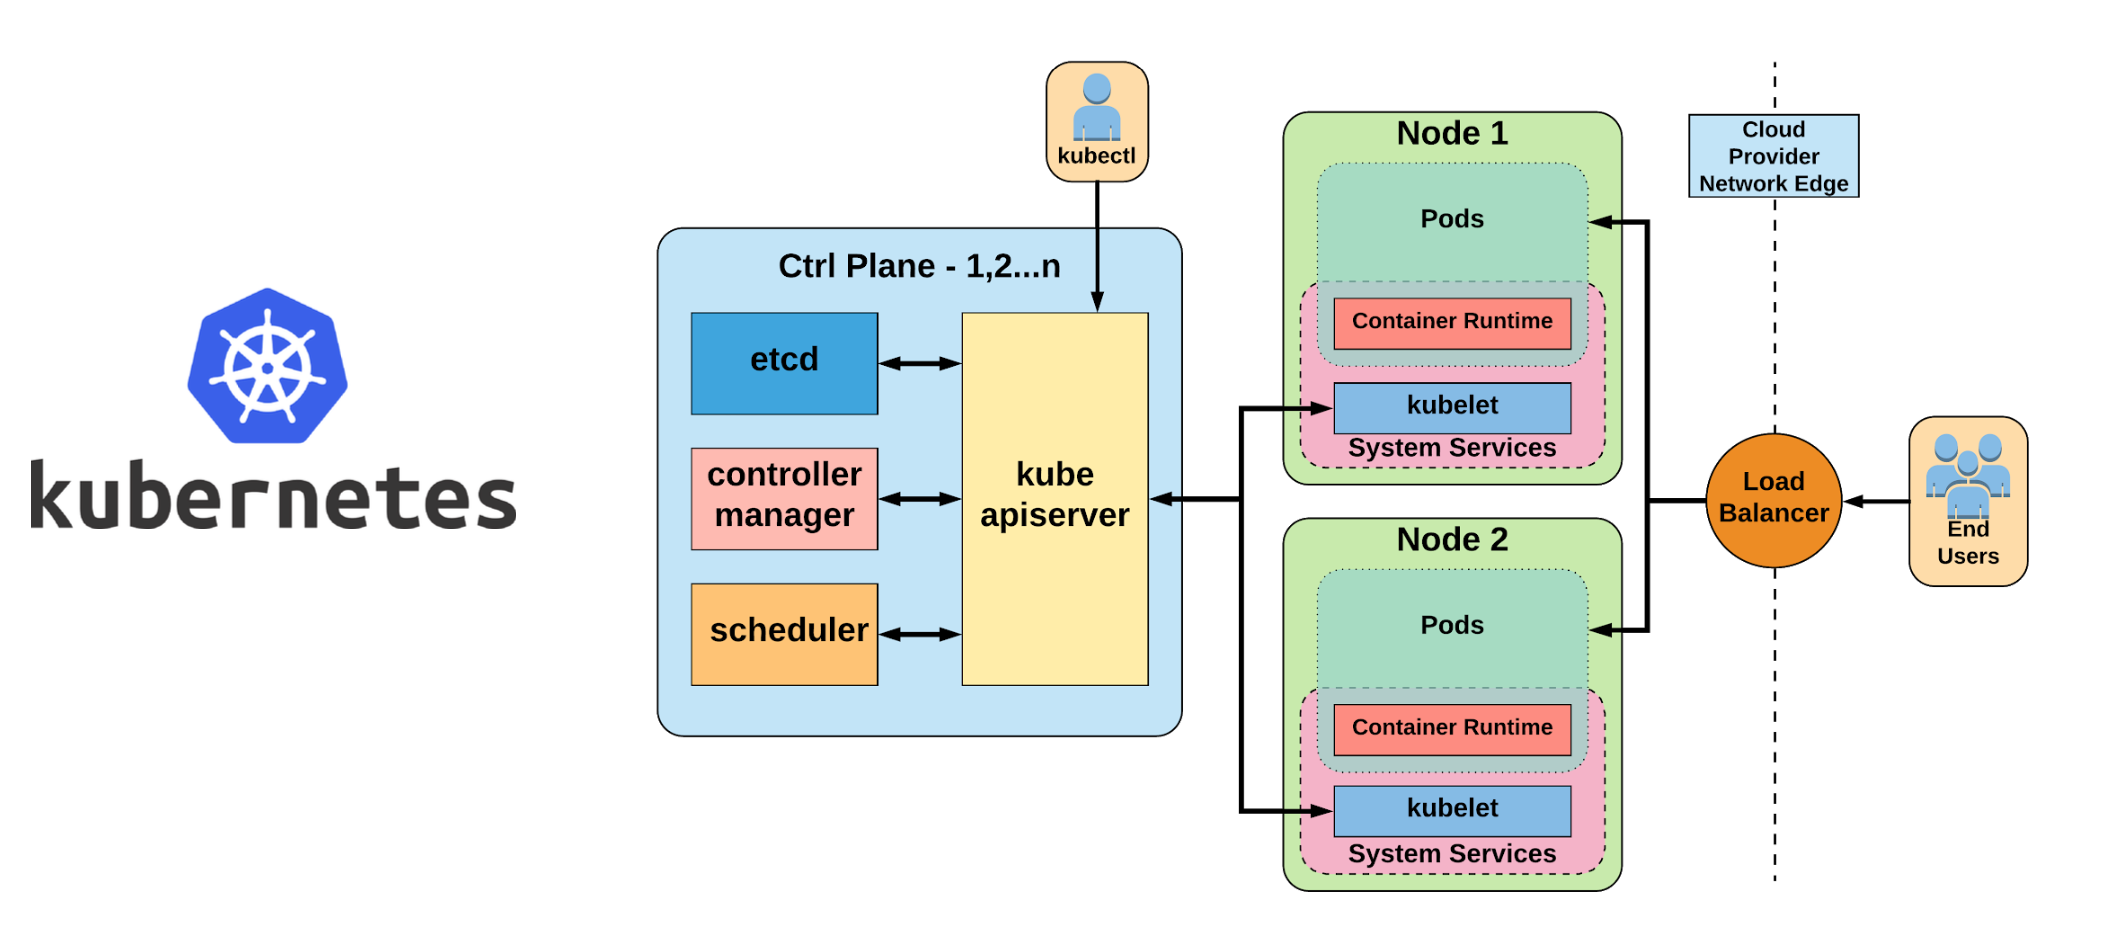 kubernetes
kubectl
Ctrl Plane - 1,2...n
etcd
controller
manager
scheduler
kube
apiserver
Node 1
Pods
Container Runtime
kubelet
System Services
Node 2
Pods
Container Runtime
kubelet
System Services
Cloud
Provider
Network Edge
Load
Balancer
End
Users